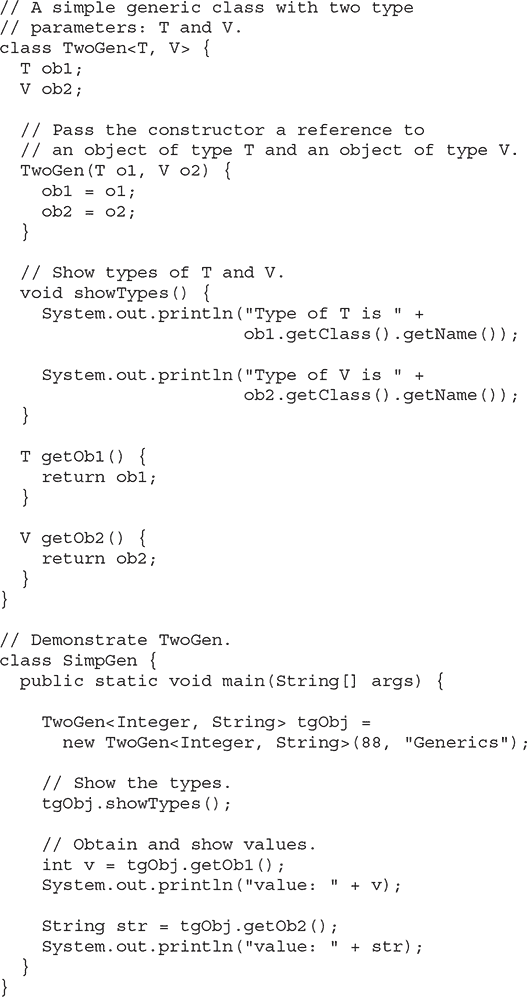 // A simple generic class with two type
// parameters: T and V.
class TwoGen<T, V> {
  T ob1;
  V ob2;

  // Pass the constructor a reference to
  // an object of type T and an object of type V.
  TwoGen(T o1, V o2) {
    ob1 = o1;
    ob2 = o2;
  }

  // Show types of T and V.
  void showTypes() {
    System.out.println("Type of T is " +
                       ob1.getClass().getName());

    System.out.println("Type of V is " +
                       ob2.getClass().getName());
  }

  T getOb1() {
    return ob1;
  }

  V getOb2() {
    return ob2;
  }
}

// Demonstrate TwoGen.
class SimpGen {
  public static void main(String[] args) {

    TwoGen<Integer, String> tgObj =
      new TwoGen<Integer, String>(88, "Generics");

    // Show the types.
    tgObj.showTypes();

    // Obtain and show values.
    int v = tgObj.getOb1();
    System.out.println("value: " + v);

    String str = tgObj.getOb2();
    System.out.println("value: " + str);
  }
}